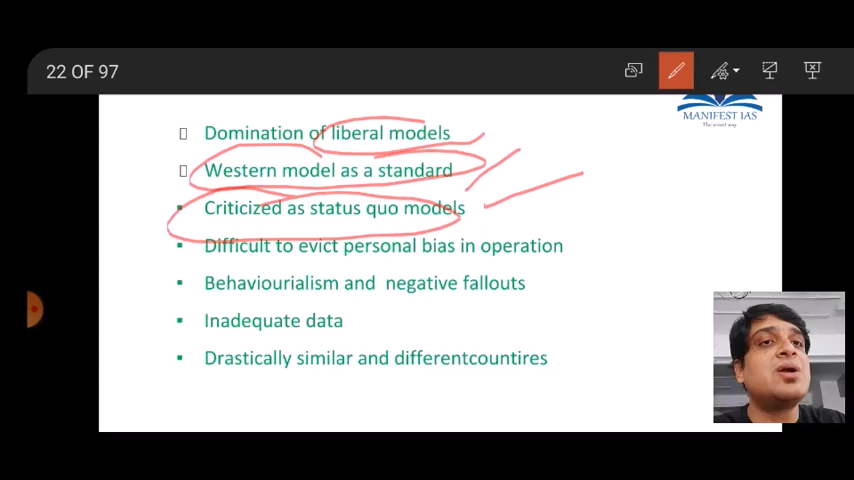 22 OF 97
MANIFEST IAS
The smart way
Domination of liberal models
Western model as a standard
Criticized as status quo models
Difficult to evict personal bias in operation
Behaviourialism and negative fallouts
Inadequate data
Drastically similar and differentcountires